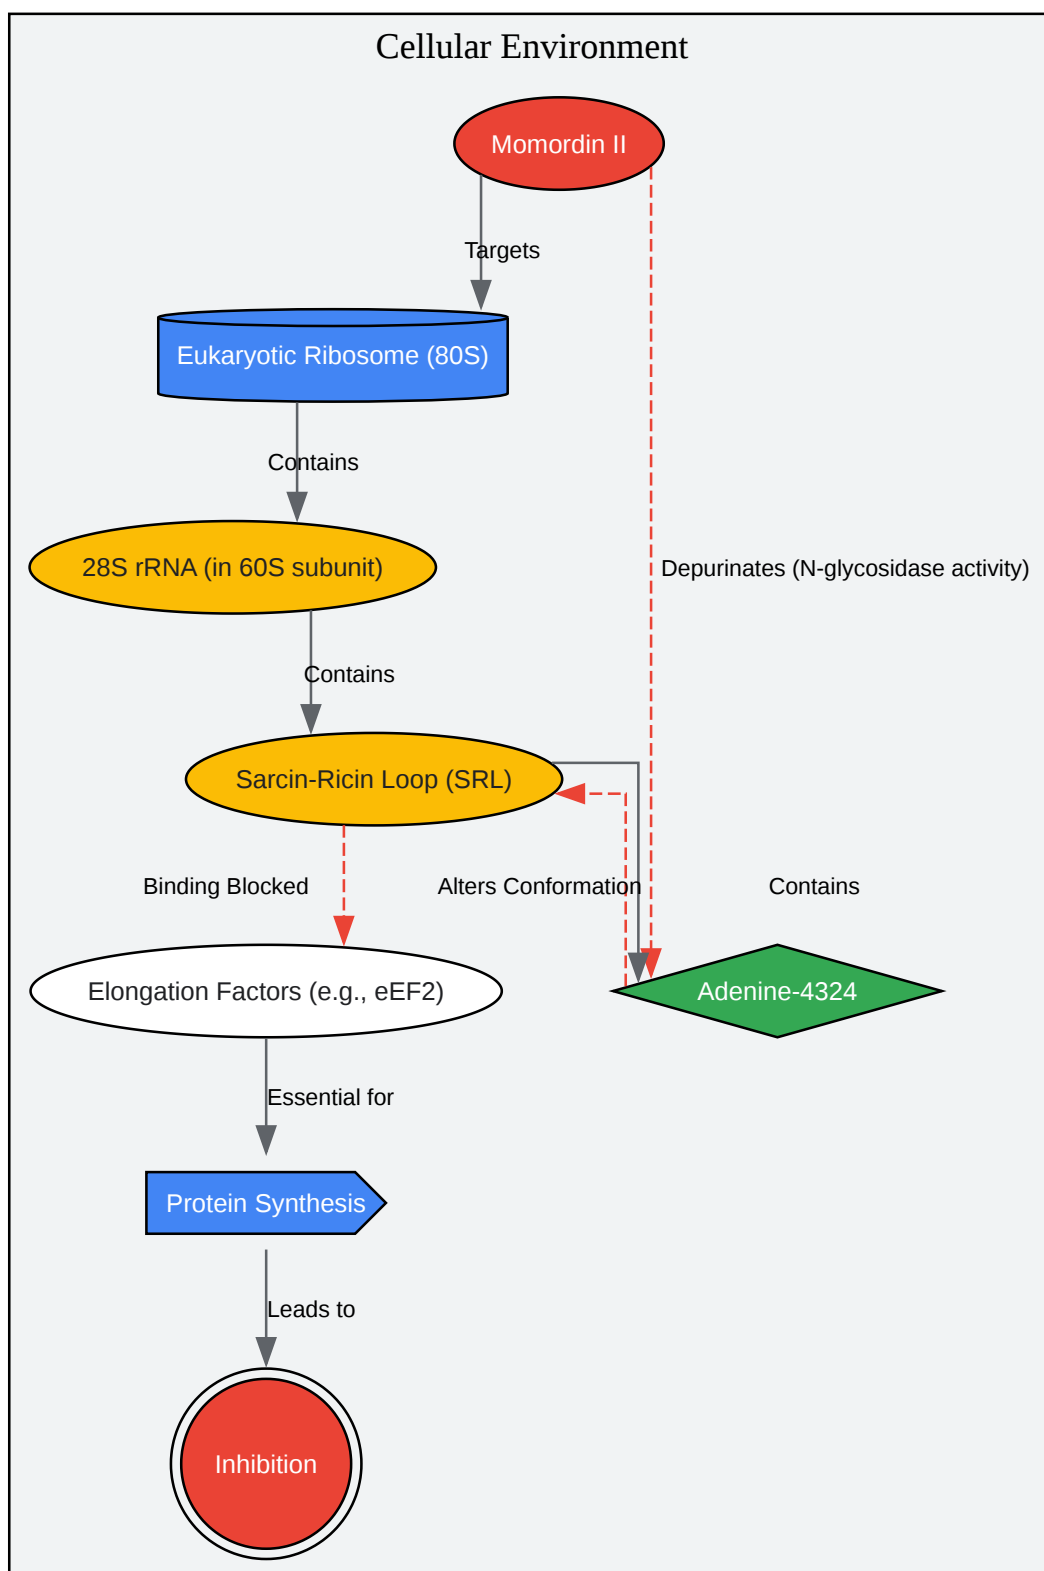 Cellular Environment
Momordin II
Targets
Eukaryotic Ribosome (80S)
Contains
28S rRNA (in 60S subunit)
Depurinates (N-glycosidase activity)
Contains
Sarcin-Ricin Loop (SRL)
Binding Blocked
Alters Conformation
Contains
Elongation Factors (e.g., eEF2)
Adenine-4324
Essential for
Protein Synthesis
Leads to
Inhibition